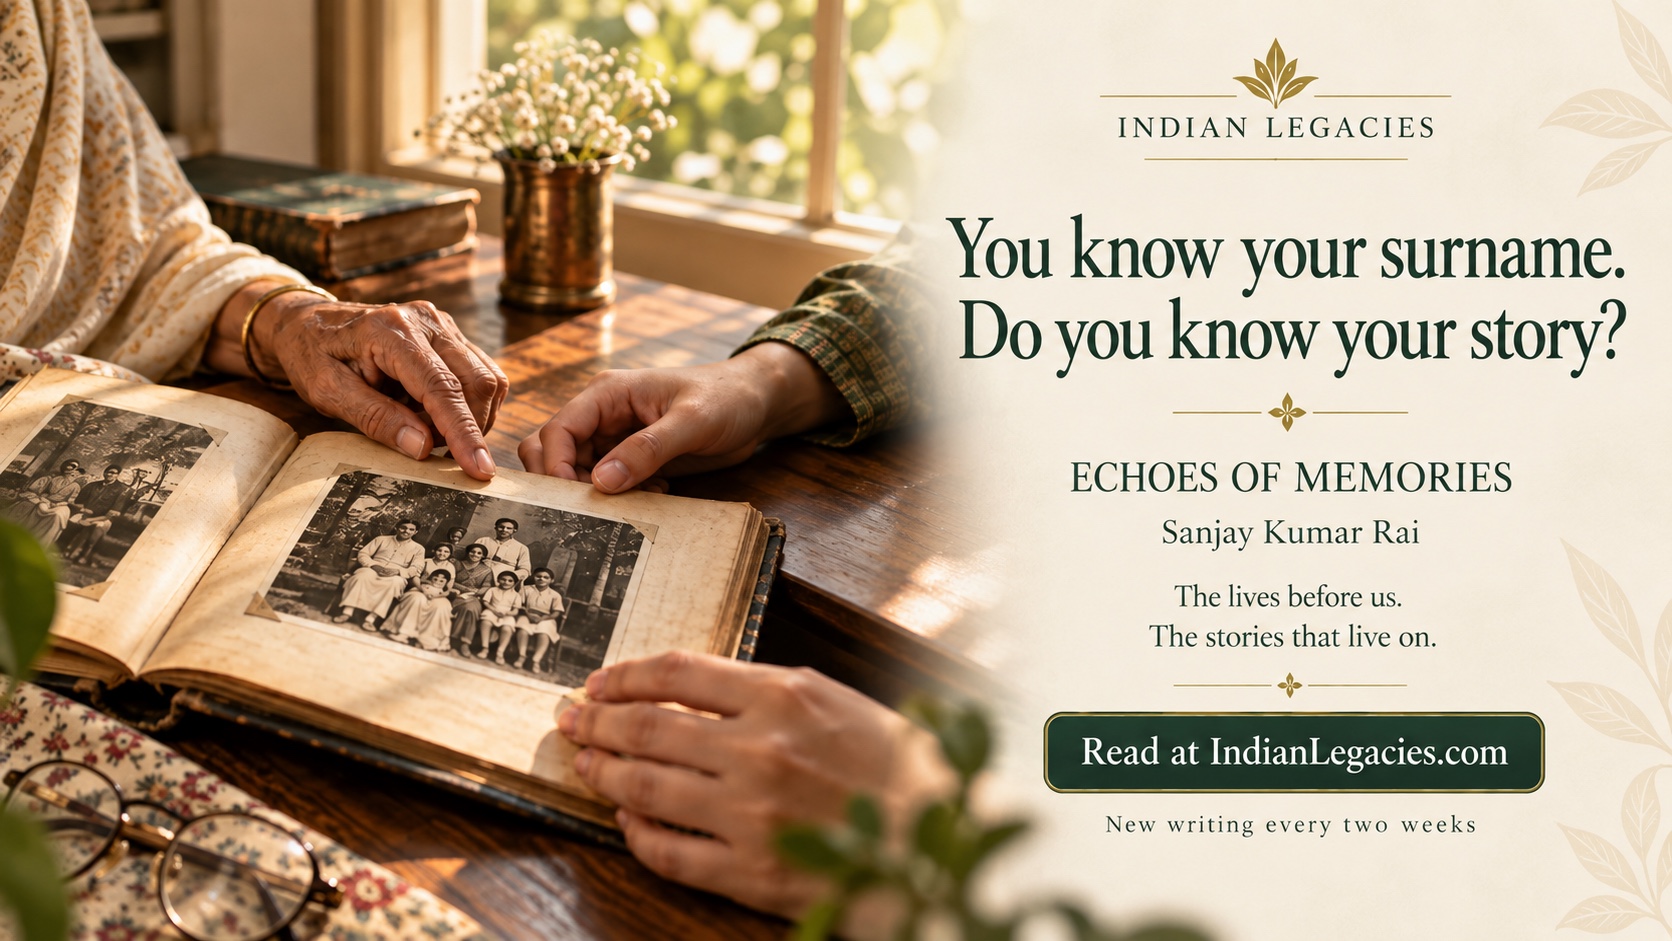 INDIAN LEGACIES
You know your surname.
Do you know your story?
ECHOES OF MEMORIES
Sanjay Kumar Rai
The lives before us.
The stories that live on.
Read at IndianLegacies.com
New writing every two weeks